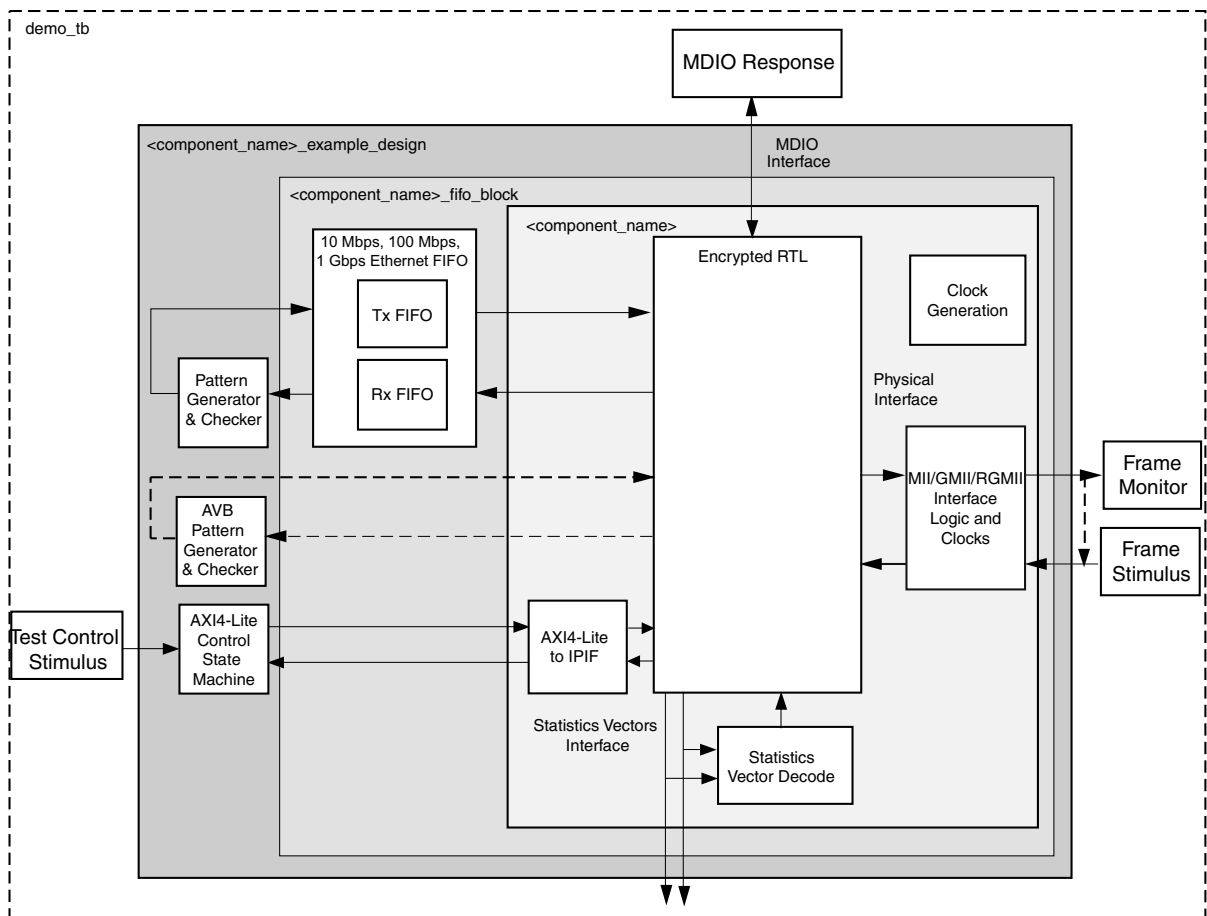 demo_tb
MDIO Response
<component_name>_example_design
MDIO
Interface
<component_name>_fifo_block
<component_name>
10 Mbps, 100 Mbps,
1 Gbps Ethernet FIFO
Encrypted RTL
Tx FIFO
Clock
Generation
Rx FIFO
Pattern
Generator
& Checker
Physical
Interface
MII/GMII/RGMII
Interface
Logic and
Clocks
Frame
Monitor
AVB
Pattern
Generator
& Checker
Frame
Stimulus
Test Control
Stimulus
AXI4-Lite
Control
State
Machine
AXI4-Lite
to IPIF
Statistics Vectors
Interface
Statistics
Vector Decode